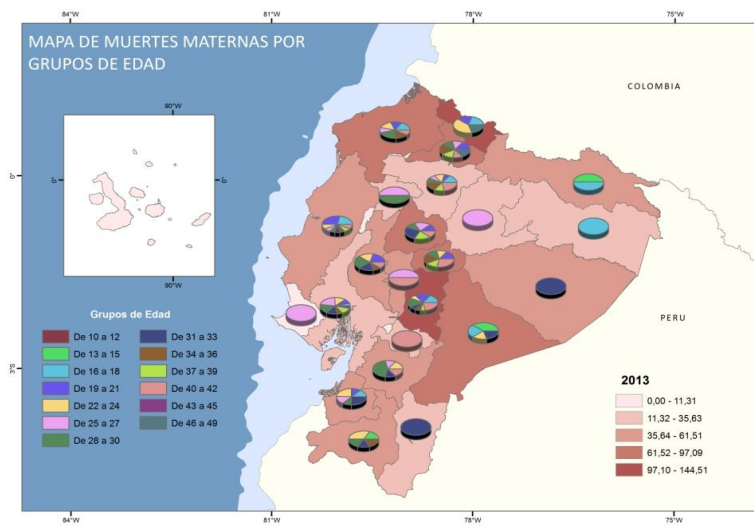 84°W
81°W
78°W
75°W
MAPA DE MUERTES MATERNAS POR
GRUPOS DE EDAD
COLOMBIA
90°W
0°
0°
0°
90°W
Grupos de Edad
De 10 a 12
De 13 a 15
De 16 a 18
De 19 a 21
De 22 a 24
De 25 a 27
De 28 a 30
De 31 a 33
De 34 a 36
De 37 a 39
De 40 a 42
De 43 a 45
De 46 a 49
PERU
3°S
2013
0,00 - 11,31
11,32 - 35,63
35,64 - 61,51
61,52 - 97,09
97,10 - 144,51
84°W
81°W
78°W
75°W